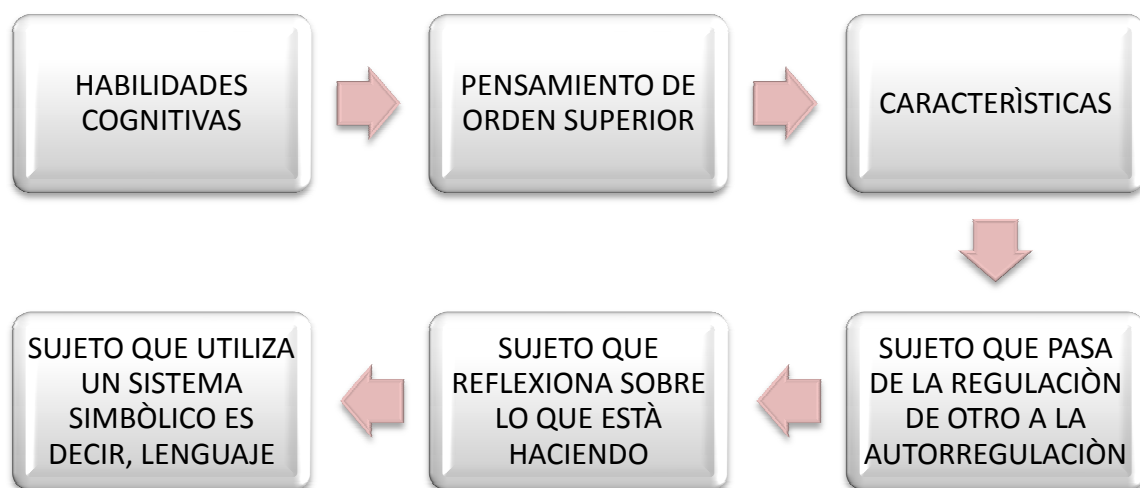 HABILIDADES
COGNITIVAS
PENSAMIENTO DE
ORDEN SUPERIOR
CARACTERÌSTICAS
SUJETO QUE PASA
DE LA REGULACIÒN
DE OTRO A LA
AUTORREGULACIÒN
SUJETO QUE
REFLEXIONA SOBRE
LO QUE ESTÀ
HACIENDO
SUJETO QUE UTILIZA
UN SISTEMA
SIMBÒLICO ES
DECIR, LENGUAJE